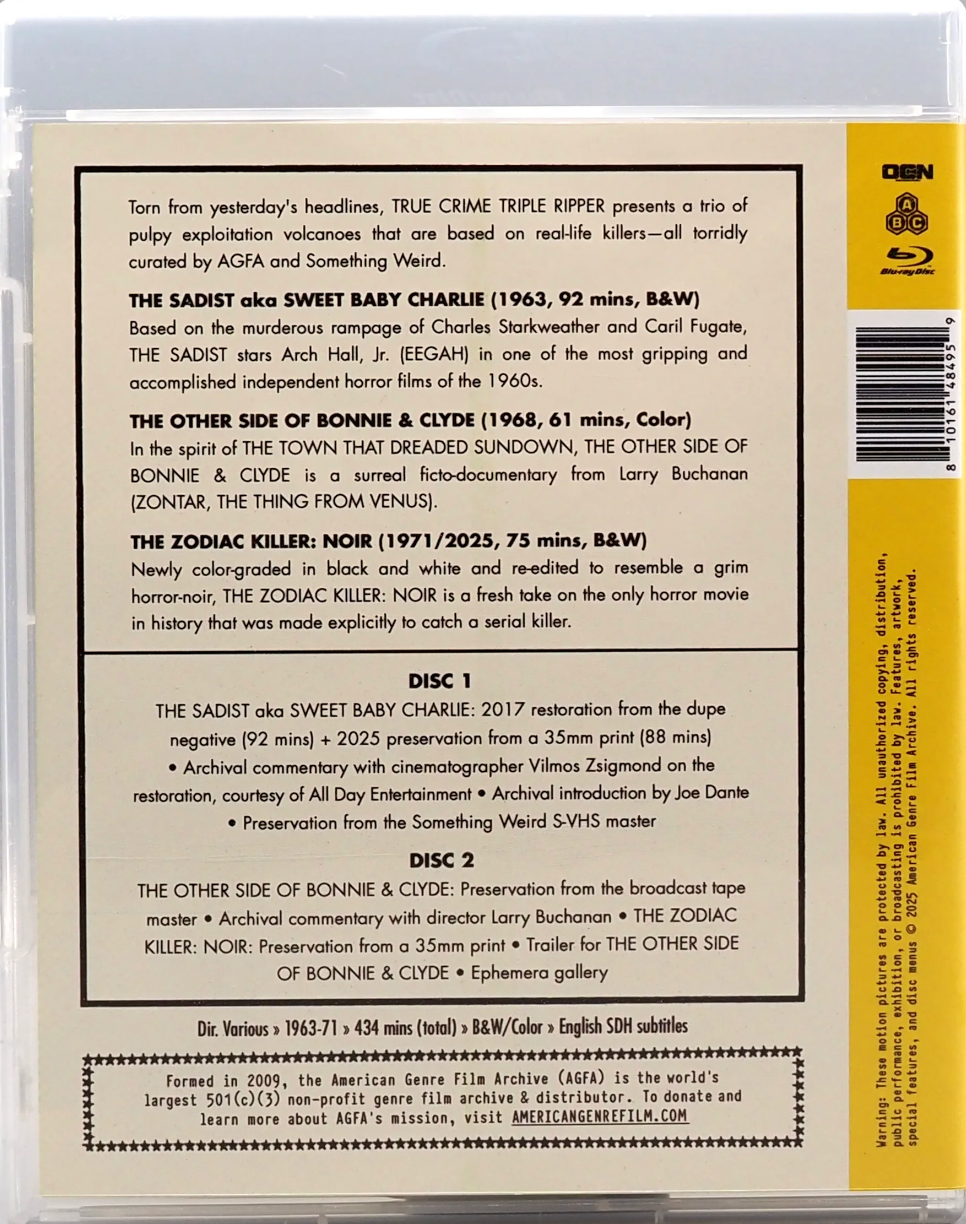 Torn from yesterday's headlines, TRUE CRIME TRIPLE RIPPER presents a trio of
pulpy exploitation volcanoes that are based on real-life killers—all torridly
curated by AGFA and Something Weird.
THE SADIST aka SWEET BABY CHARLIE (1963, 92 mins, B&W)
Based on the murderous rampage of Charles Starkweather and Caril Fugate,
THE SADIST stars Arch Hall, Jr. (EEGAH) in one of the most gripping and
accomplished independent horror films of the 1960s.
THE OTHER SIDE OF BONNIE & CLYDE (1968, 61 mins, Color)
In the spirit of THE TOWN THAT DREADED SUNDOWN, THE OTHER SIDE OF
BONNIE & CLYDE is a surreal ficto-documentary from Larry Buchanan
(ZONTAR, THE THING FROM VENUS).
THE ZODIAC KILLER: NOIR (1971/2025, 75 mins, B&W)
Newly color-graded in black and white and re-edited to resemble a grim
horror-noir, THE ZODIAC KILLER: NOIR is a fresh take on the only horror movie
in history that was made explicitly to catch a serial killer.
DISC 1
THE SADIST aka SWEET BABY CHARLIE: 2017 restoration from the dupe
negative (92 mins) + 2025 preservation from a 35mm print (88 mins)
• Archival commentary with cinematographer Vilmos Zsigmond on the
restoration, courtesy of All Day Entertainment • Archival introduction by Joe Dante
• Preservation from the Something Weird S-VHS master
DISC 2
THE OTHER SIDE OF BONNIE & CLYDE: Preservation from the broadcast tape
master • Archival commentary with director Larry Buchanan • THE ZODIAC
KILLER: NOIR: Preservation from a 35mm print • Trailer for THE OTHER SIDE
OF BONNIE & CLYDE • Ephemera gallery
Dir. Various » 1963-71 » 434 mins (total) » B&W/Color » English SDH subtitles
Formed in 2009, the American Genre Film Archive (AGFA) is the world's
largest 501(c)(3) non-profit genre film archive & distributor. To donate and
learn more about AGFA's mission, visit AMERICANGENREFILM.COM
OCN
A
B C
Blu-ray Disc
8 10161 48495 9
Warning: These motion pictures are protected by law. All unauthorized copying, distribution,
public performance, exhibition, or broadcasting is prohibited by law. Features, artwork,
special features, and disc menus © 2025 American Genre Film Archive. All rights reserved.